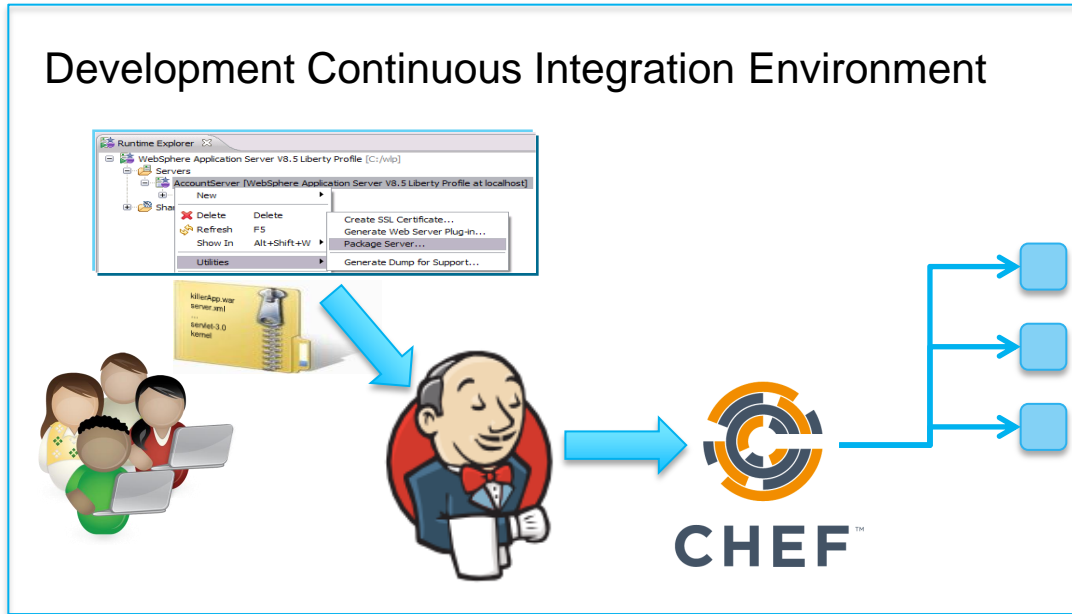 Development Continuous Integration Environment
Runtime Explorer
WebSphere Application Server V8.5 Liberty Profile [C:/wlp]
Servers
AccountServer [WebSphere Application Server V8.5 Liberty Profile at localhost]
New
Shar
Delete Delete
Refresh F5
Show In Alt+Shift+W
Utilities
Create SSL Certificate...
Generate Web Server Plug-in...
Package Server...
Generate Dump for Support...
killerApp.war
server.xml
...
servlet-3.0
kernel
CHEF™